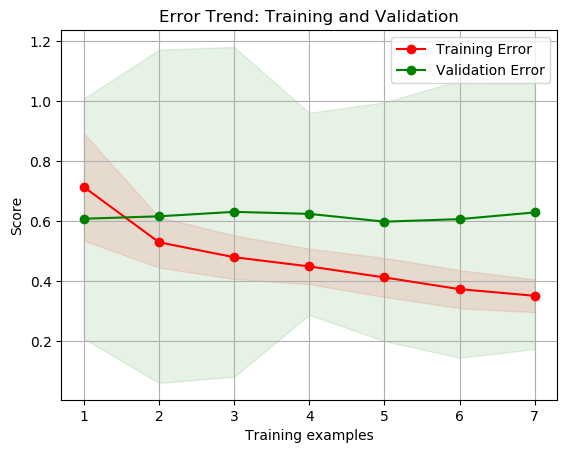 Error Trend: Training and Validation
1.2
1.0
0.8
0.6
0.4
0.2
Score
Training Error
Validation Error
1 2 3 4 5 6 7
Training examples